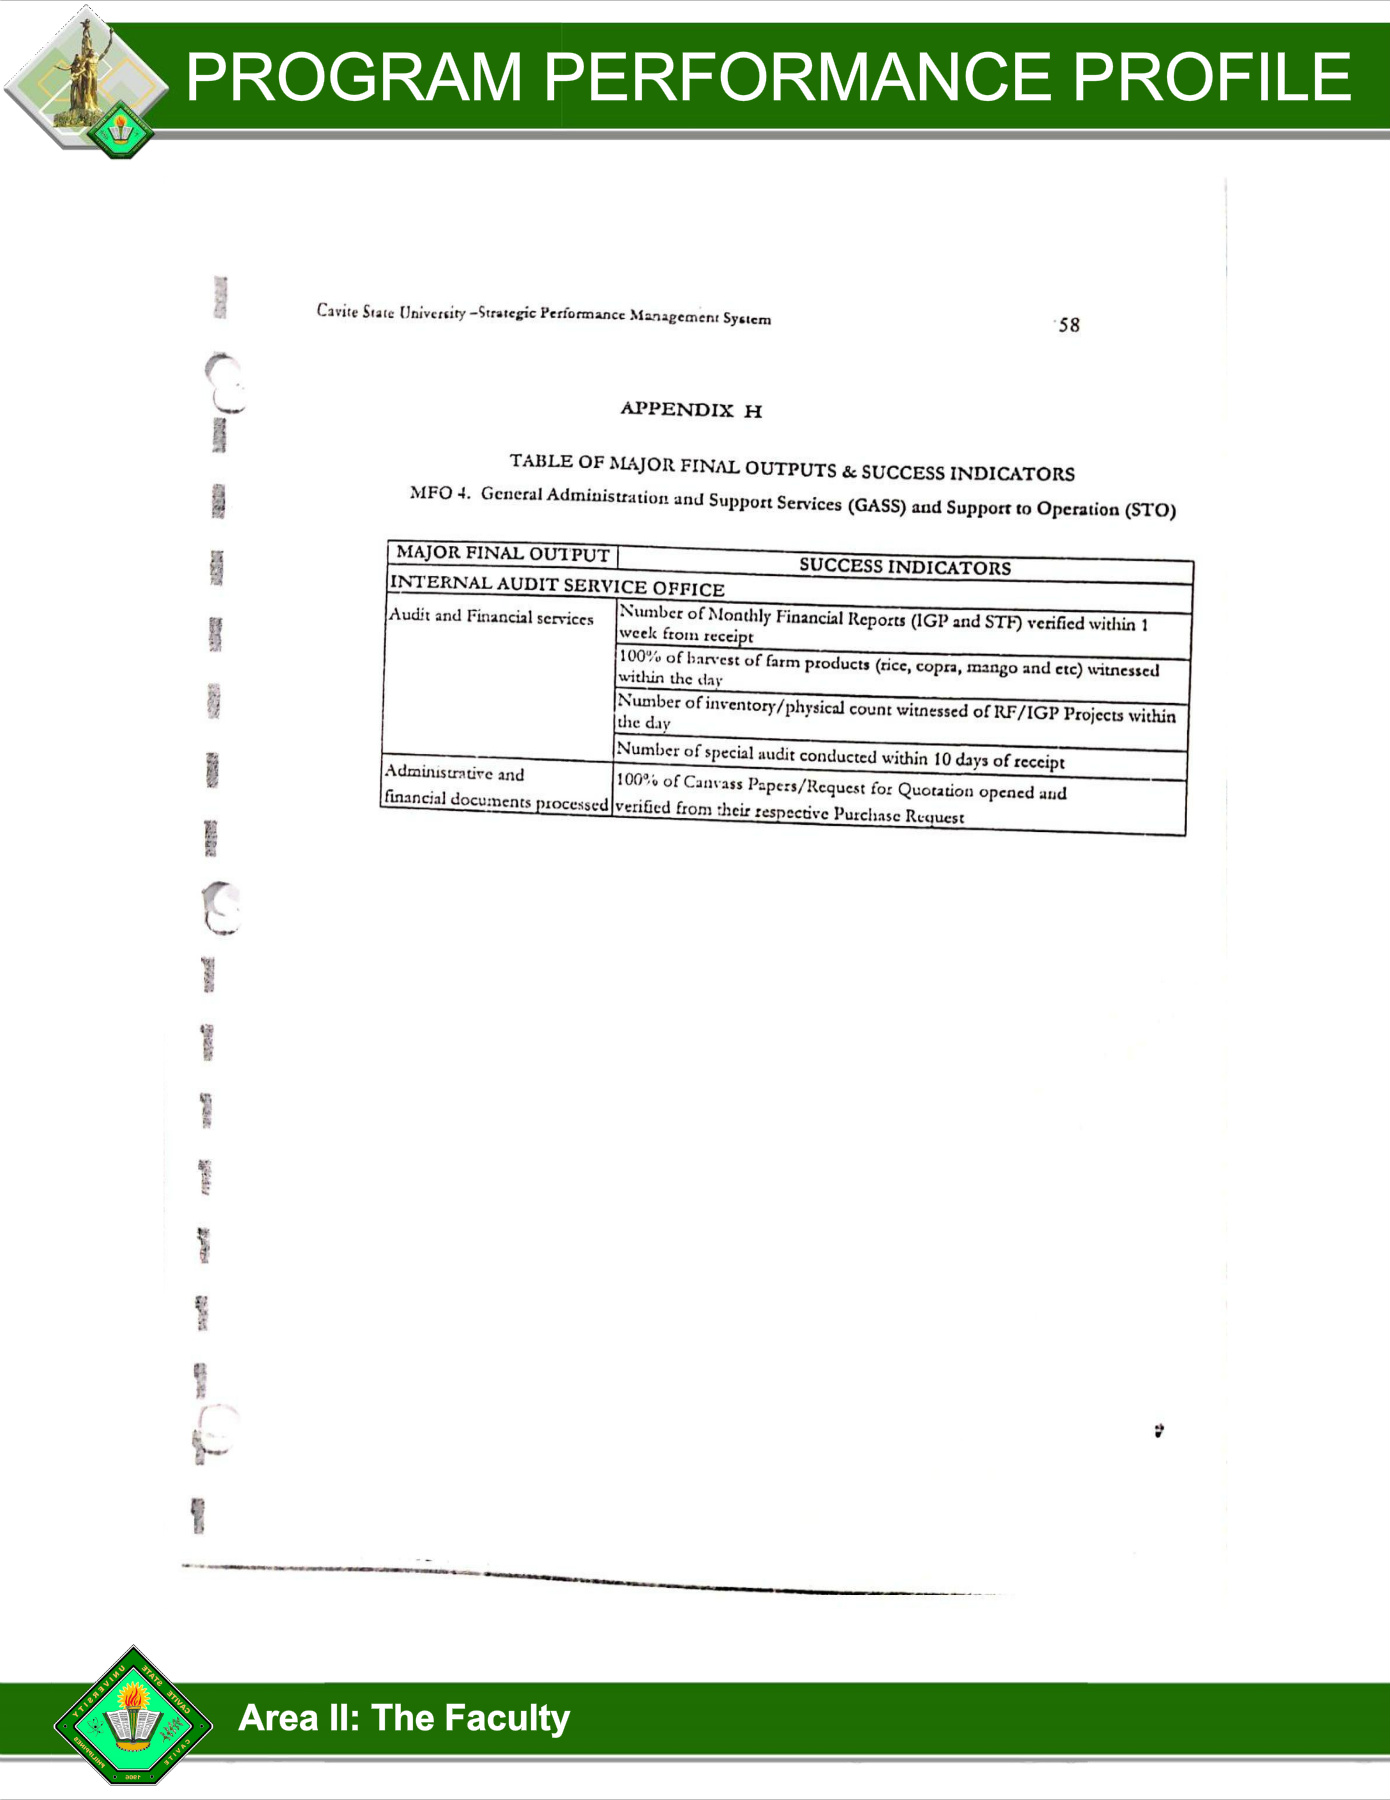 PROGRAM PERFORMANCE PROFILE
Cavite State University –Strategic Performance Management System
58
APPENDIX H
TABLE OF MAJOR FINAL OUTPUTS & SUCCESS INDICATORS
MFO 4. General Administration and Support Services (GASS) and Support to Operation (STO)
MAJOR FINAL OUTPUT
SUCCESS INDICATORS
INTERNAL AUDIT SERVICE OFFICE
Audit and Financial services
Number of Monthly Financial Reports (IGP and STF) verified within 1
week from receipt
100% of harvest of farm products (rice, copra, mango and etc) witnessed
within the day
Number of inventory/physical count witnessed of RF/IGP Projects within
the day
Number of special audit conducted within 10 days of receipt
Administrative and
financial documents processed
100% of Canvass Papers/Request for Quotation opened and
verified from their respective Purchase Request
CAVITE STATE UNIVERSITY
CAVITE
PHILIPPINES
1906
Area II: The Faculty